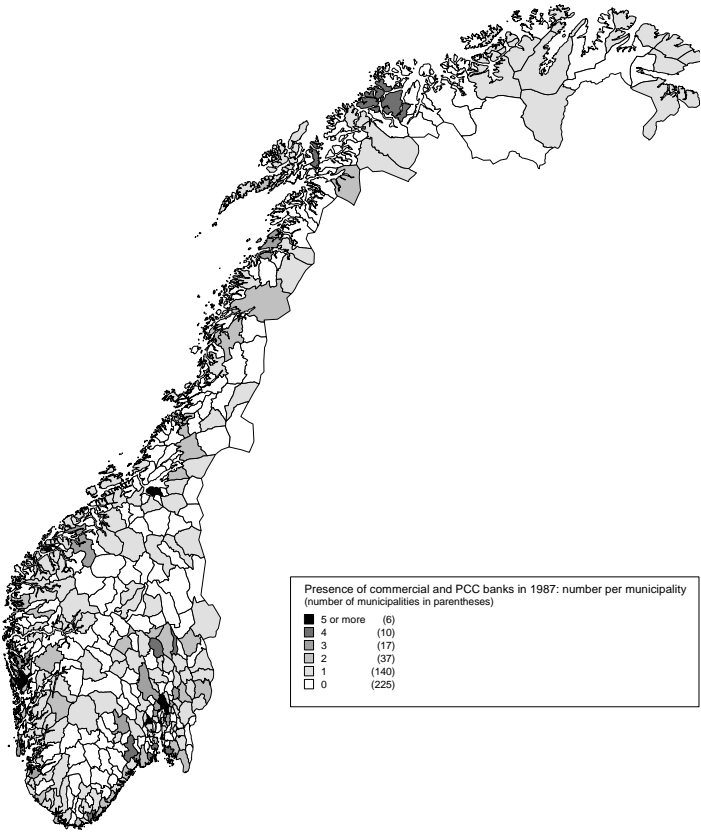 Presence of commercial and PCC banks in 1987: number per municipality
(number of municipalities in parentheses)
5 or more (6)
4 (10)
3 (17)
2 (37)
1 (140)
0 (225)